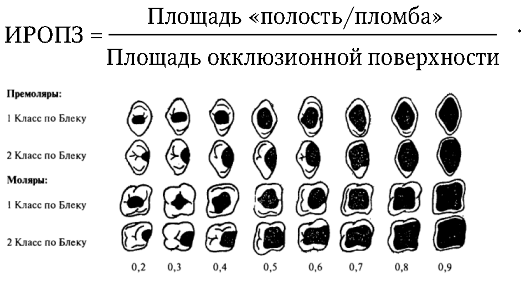 ИРОПЗ = Площадь «полость/пломба» .
Площадь окклюзионной поверхности
Премоляры:
1 Класс по Блеку
2 Класс по Блеку
Моляры:
1 Класс по Блеку
2 Класс по Блеку
0,2 0,3 0,4 0,5 0,6 0,7 0,8 0,9